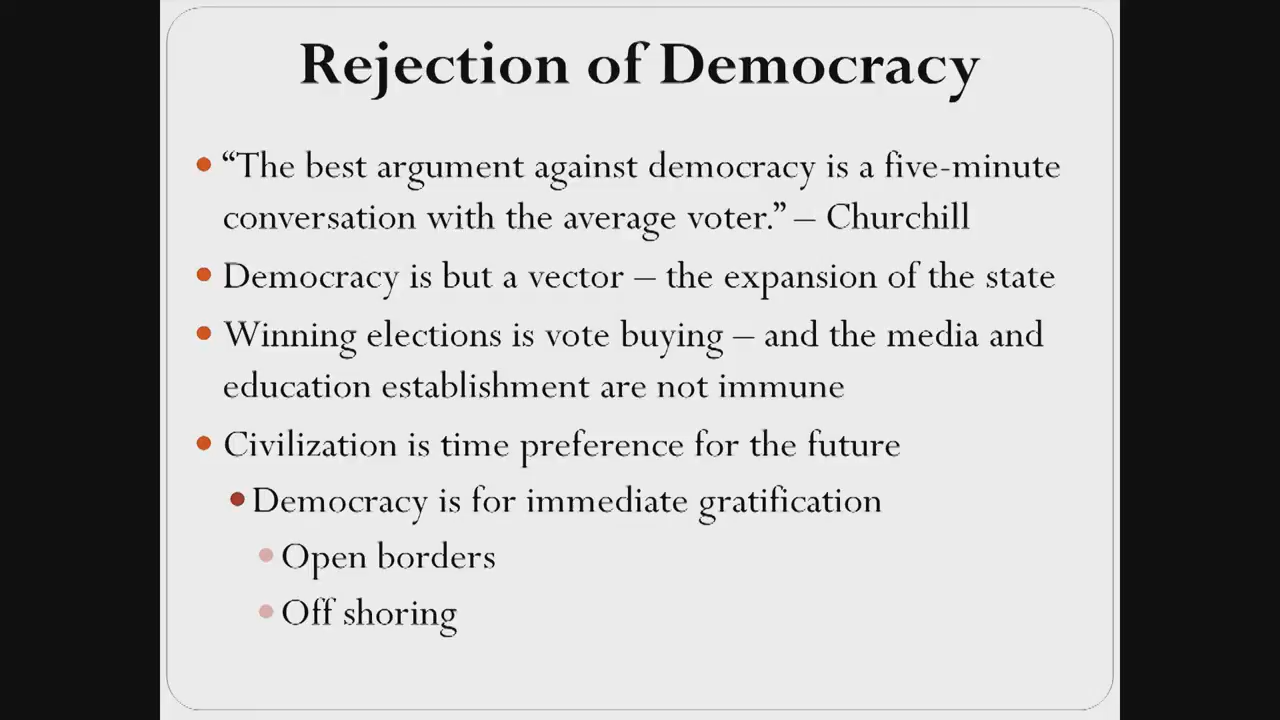 Rejection of Democracy
• “The best argument against democracy is a five-minute
conversation with the average voter.” – Churchill
• Democracy is but a vector – the expansion of the state
• Winning elections is vote buying – and the media and
education establishment are not immune
• Civilization is time preference for the future
• Democracy is for immediate gratification
• Open borders
• Off shoring